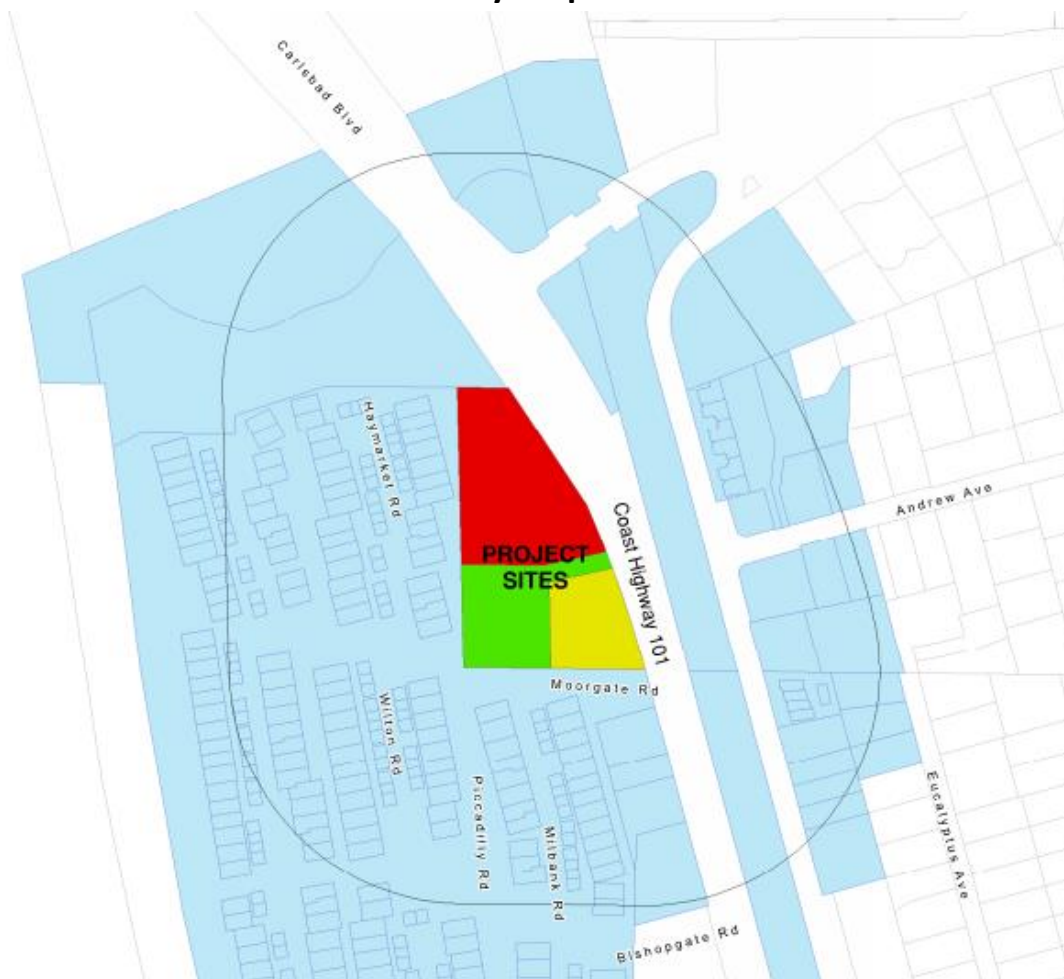 Carlsbad Blvd
Haymarket Rd
Andrew Ave
Coast Highway 101
PROJECT
SITES
Moorgate Rd
Wilton Rd
Piccadilly Rd
Milbank Rd
Eucalyptus Ave
Bishopgate Rd